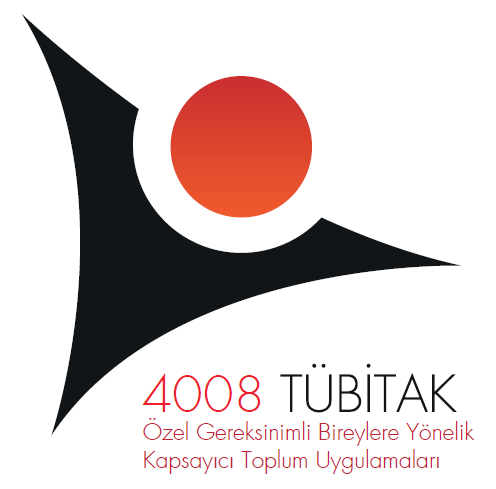 4008 TÜBİTAK
Özel Gereksinimli Bireylere Yönelik
Kapsayıcı Toplum Uygulamaları